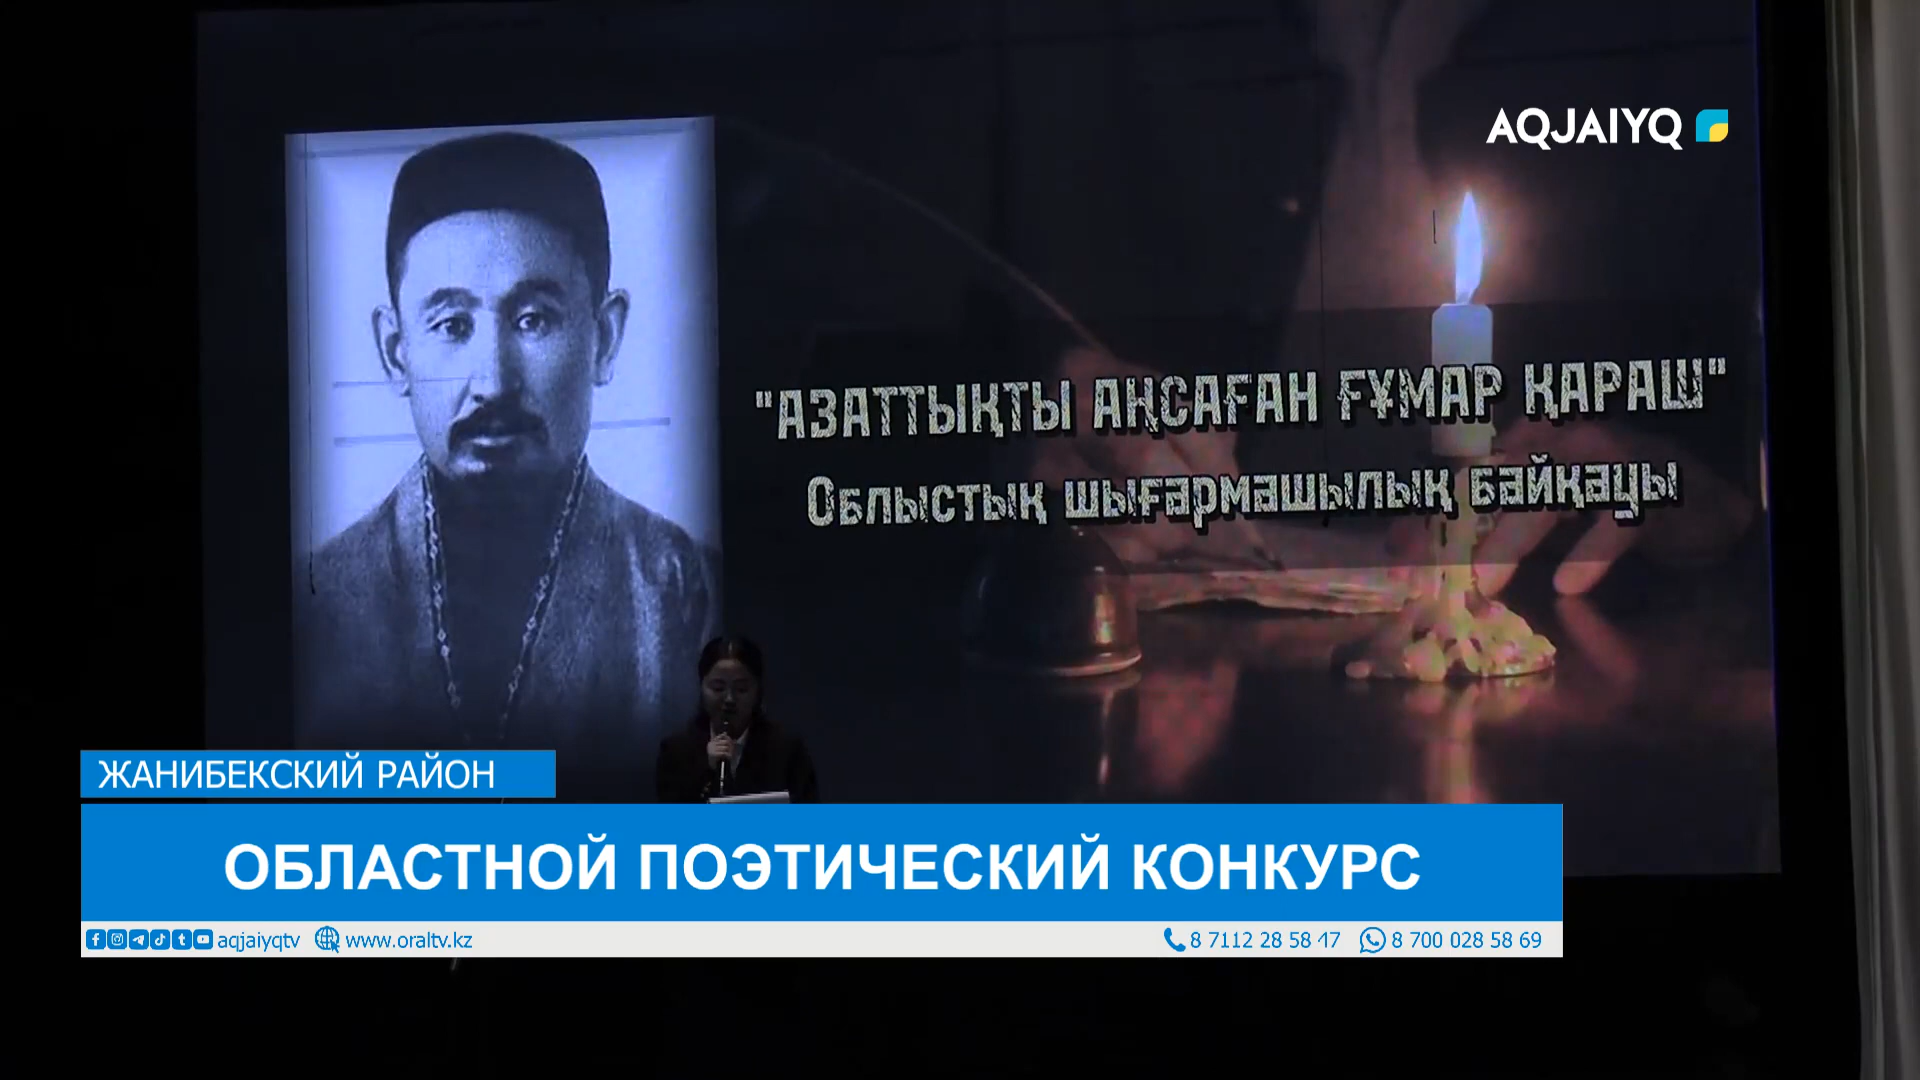 AQJAIYQ
"АЗАТТЫҚТЫ АҢСАҒАН ҒҰМАР ҚАРАШ"
Облыстық шығармашылық байқауы
ЖАНИБЕКСКИЙ РАЙОН
ОБЛАСТНОЙ ПОЭТИЧЕСКИЙ КОНКУРС
aqjaiyqtv www.oraltv.kz 8 7112 28 58 17 8 700 028 58 69